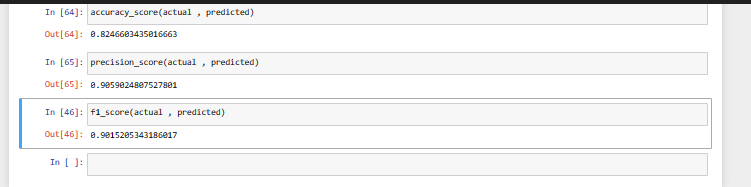 In [64]: accuracy_score(actual , predicted)
Out[64]: 0.8246603435016663
In [65]: precision_score(actual , predicted)
Out[65]: 0.9059024807527801
In [46]: f1_score(actual , predicted)
Out[46]: 0.9015205343186017
In [ ]: